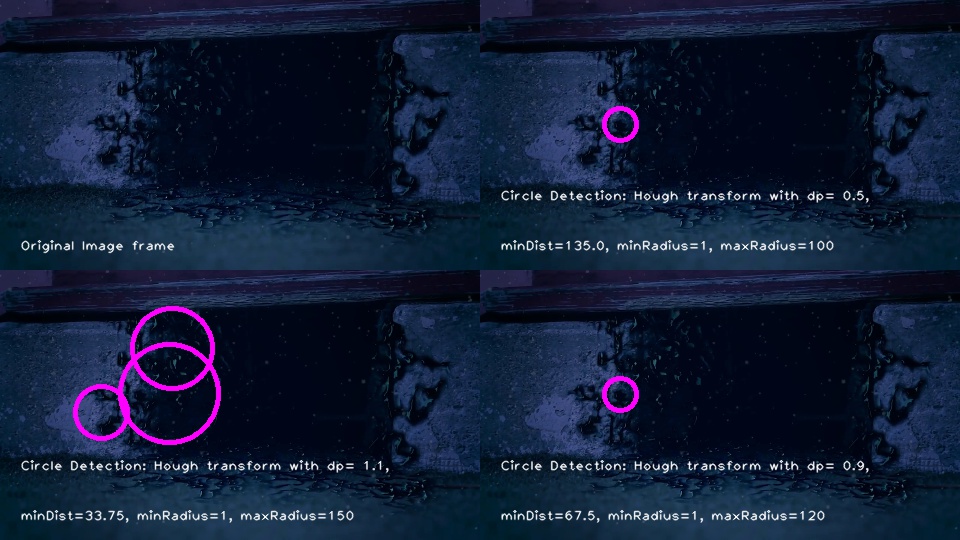 Original Image frame
Circle Detection: Hough transform with dp= 0.5,
minDist=135.0, minRadius=1, maxRadius=100
Circle Detection: Hough transform with dp= 1.1,
minDist=33.75, minRadius=1, maxRadius=150
Circle Detection: Hough transform with dp= 0.9,
minDist=67.5, minRadius=1, maxRadius=120